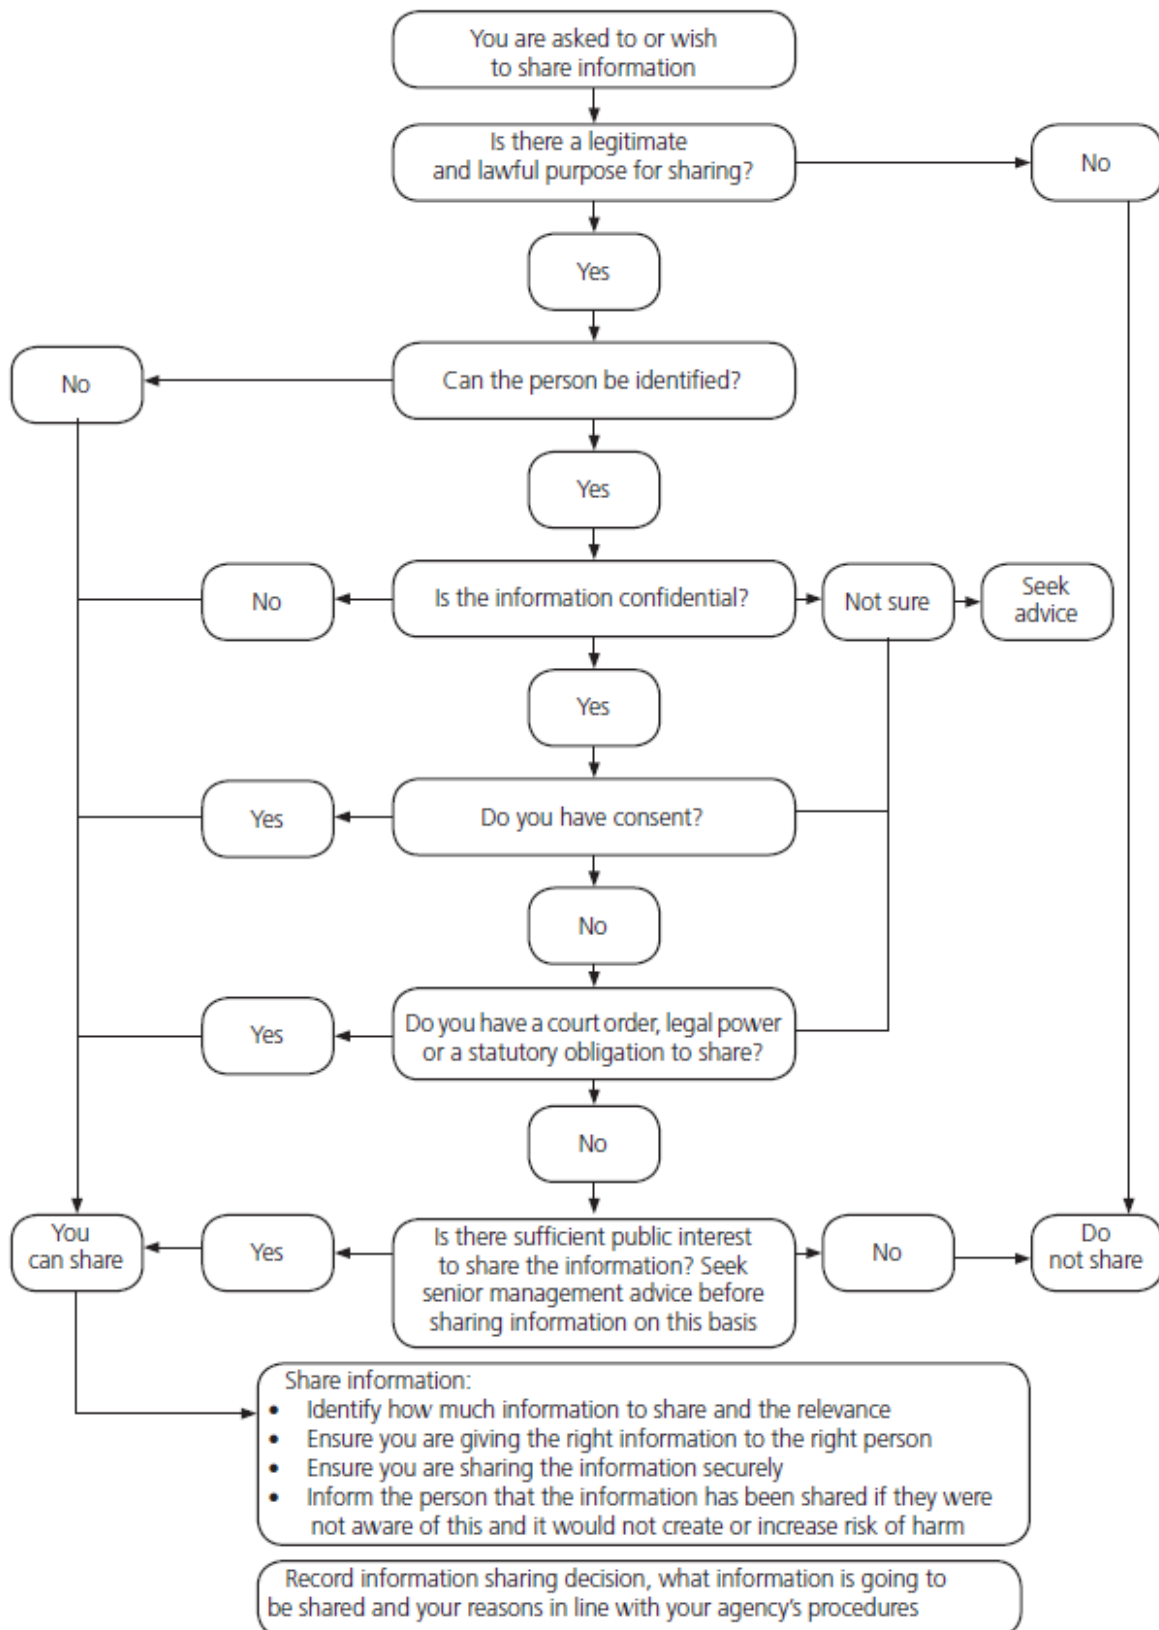 You are asked to or wish
to share information
Is there a legitimate
and lawful purpose for sharing?
No
Yes
No
Can the person be identified?
Yes
No
Is the information confidential?
Not sure
Seek
advice
Yes
Yes
Do you have consent?
No
Yes
Do you have a court order, legal power
or a statutory obligation to share?
No
You
can share
Yes
Is there sufficient public interest
to share the information? Seek
senior management advice before
sharing information on this basis
No
Do
not share
Share information:
• Identify how much information to share and the relevance
• Ensure you are giving the right information to the right person
• Ensure you are sharing the information securely
• Inform the person that the information has been shared if they were
not aware of this and it would not create or increase risk of harm
Record information sharing decision, what information is going to
be shared and your reasons in line with your agency's procedures